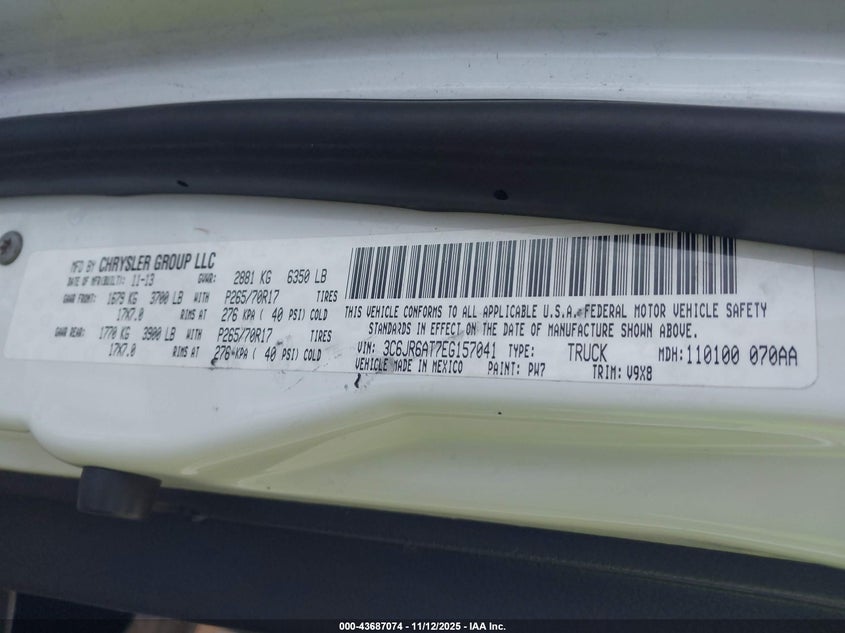 MFD BY CHRYSLER GROUP LLC
DATE OF MFR(BUILT): 11-13 GVWR: 2881 KG 6350 LB
GAWR FRONT: 1679 KG 3700 LB WITH P265/70R17 TIRES
17X7.0 RIMS AT 276 KPA ( 40 PSI) COLD
GAWR REAR: 1770 KG 3900 LB WITH P265/70R17 TIRES
17X7.0 RIMS AT 276 KPA ( 40 PSI) COLD
THIS VEHICLE CONFORMS TO ALL APPLICABLE U.S.A. FEDERAL MOTOR VEHICLE SAFETY
STANDARDS IN EFFECT ON THE DATE OF MANUFACTURE SHOWN ABOVE.
VIN: 3C6JR6AT7EG157041 TYPE: TRUCK MDH: 110100 070AA
VEHICLE MADE IN MEXICO PAINT: PW7 TRIM: V9X8
000-43687074 — 11/12/2025 — IAA Inc.